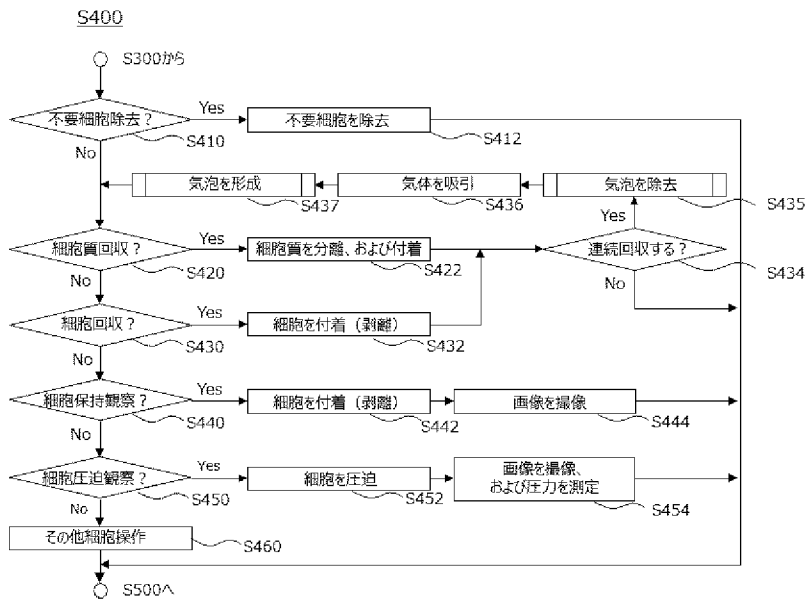 S400
S300から
不要細胞除去？
Yes
不要細胞を除去
S410
S412
No
気泡を形成
気体を吸引
気泡を除去
S437
S436
S435
Yes
細胞質回収？
Yes
細胞質を分離、および付着
連続回収する？
S420
S422
S434
No
No
細胞回収？
Yes
細胞を付着（剥離）
S430
S432
No
細胞保持観察？
Yes
細胞を付着（剥離）
画像を撮像
S440
S442
S444
No
細胞圧迫観察？
Yes
細胞を圧迫
画像を撮像、
および圧力を測定
S450
S452
S454
No
その他細胞操作
S460
S500へ